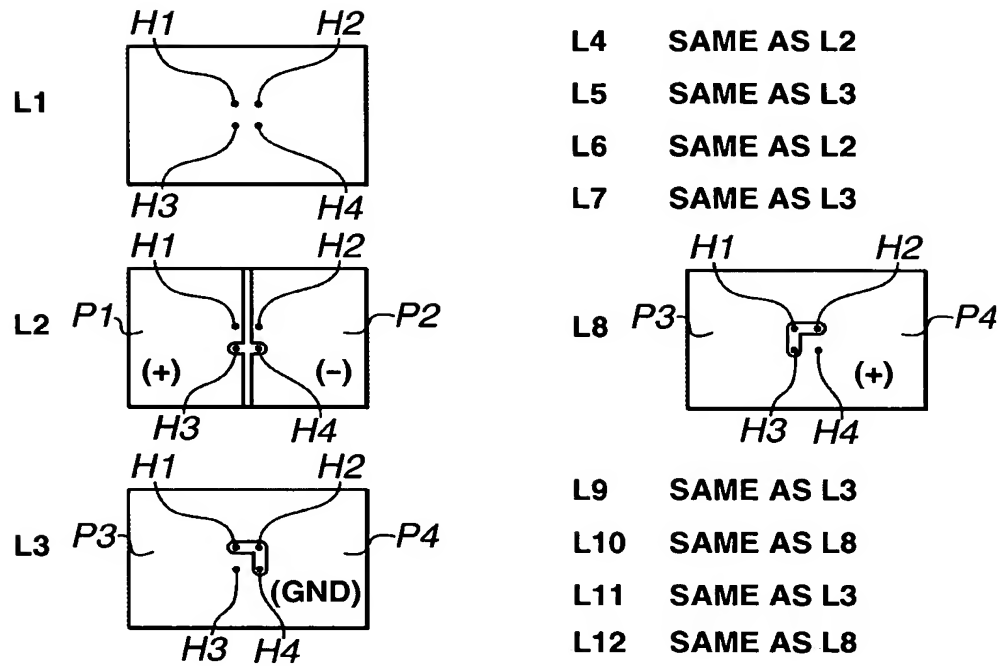 H1 H2
L1
H3 H4
H1 H2
L2 P1 P2
(+) (-)
H3 H4
H1 H2
L3 P3 P4
(GND)
H3 H4
L4 SAME AS L2
L5 SAME AS L3
L6 SAME AS L2
L7 SAME AS L3
H1 H2
L8 P3 P4
(+)
H3 H4
L9 SAME AS L3
L10 SAME AS L8
L11 SAME AS L3
L12 SAME AS L8